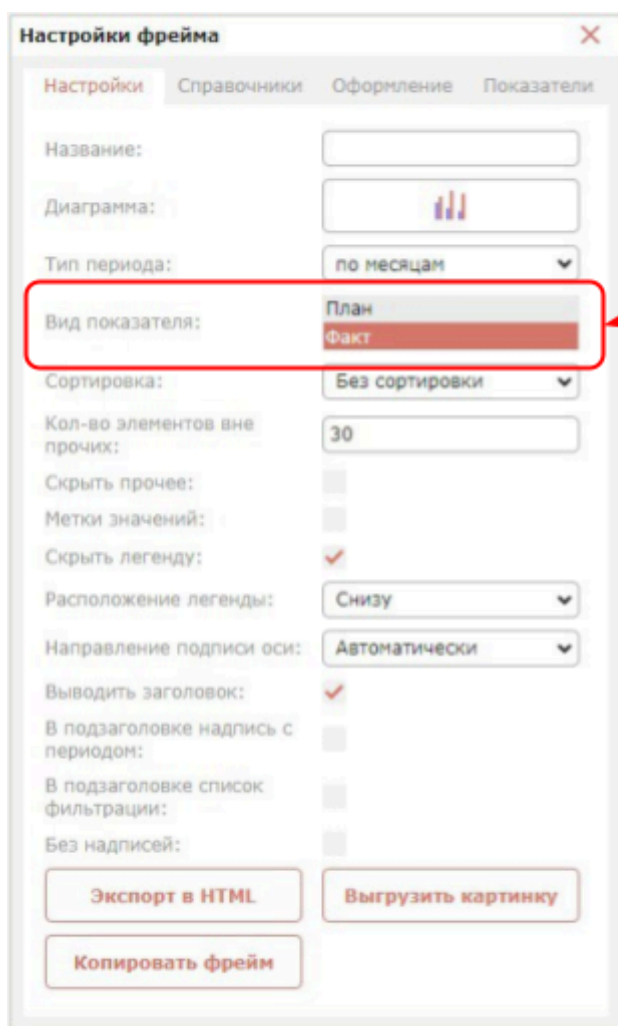 Настройки фрейма
Настройки Справочники Оформление Показатели
Название:
Диаграмма:
Тип периода: по месяцам
План
Вид показателя:
Факт
Сортировка: Без сортировки
Кол-во элементов вне
прочих:
30
Скрыть прочее:
Метки значений:
Скрыть легенду:
Расположение легенды: Снизу
Направление подписи оси: Автоматически
Выводить заголовок:
В подзаголовке надпись с
периодом:
В подзаголовке список
фильтрации:
Без надписей:
Экспорт в HTML Выгрузить картинку
Копировать фрейм